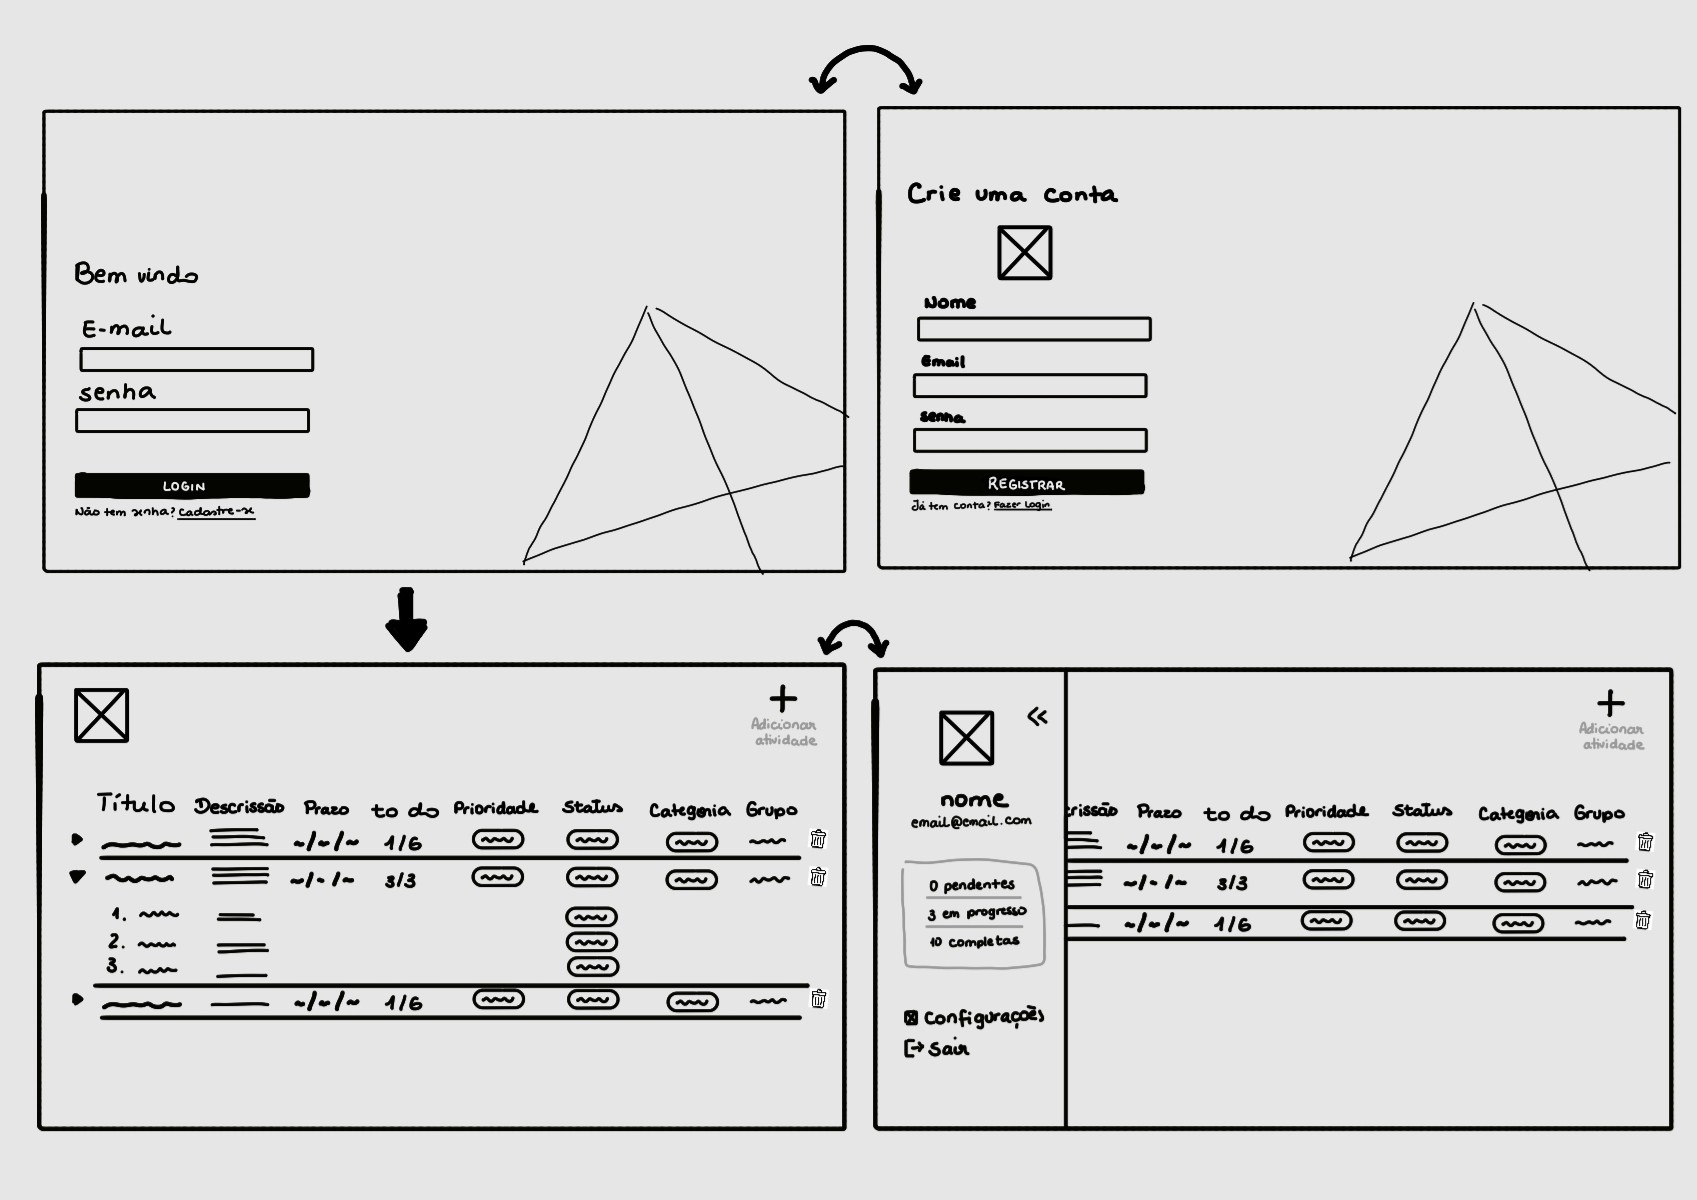 Bem vindo
E-mail
senha
LOGIN
Não tem senha? Cadastre-se
Crie uma conta
Nome
Email
senha
REGISTRAR
Já tem conta? Fazer Login
+
Adicionar
atividade
Título Descrissão Prazo to do Prioridade Status Categoria Grupo
~/~/~ 1/6
~/~/~ 3/3
1.
2.
3.
~/~/~ 1/6
«
nome
email@email.com
0 pendentes
3 em progresso
10 completas
Configurações
Sair
+
Adicionar
atividade
crissão Prazo to do Prioridade Status Categoria Grupo
~/~/~ 1/6
~/~/~ 3/3
~/~/~ 1/6